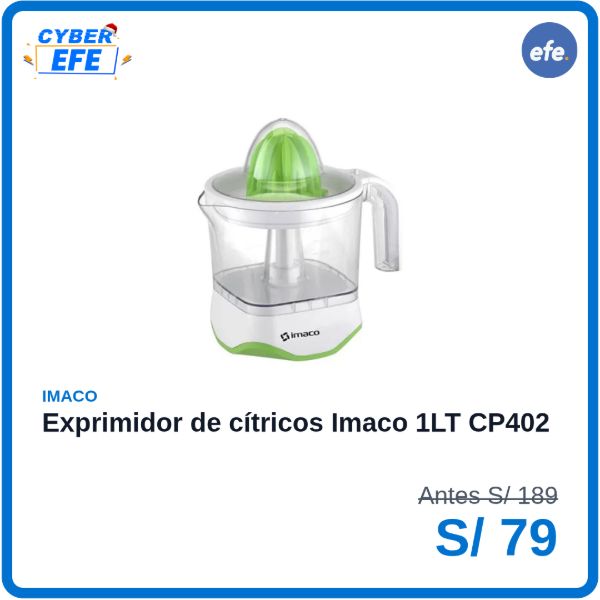 CYBER
EFE
efe.
imaco
IMACO
Exprimidor de cítricos Imaco 1LT CP402
Antes S/ 189
S/ 79